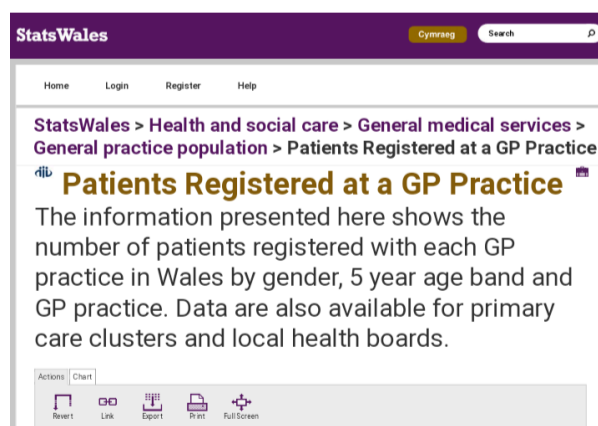 StatsWales
Cymraeg
Search
Home Login Register Help
StatsWales > Health and social care > General medical services >
General practice population > Patients Registered at a GP Practice
Patients Registered at a GP Practice
The information presented here shows the
number of patients registered with each GP
practice in Wales by gender, 5 year age band and
GP practice. Data are also available for primary
care clusters and local health boards.
Actions Chart
Revert Link Export Print Full Screen